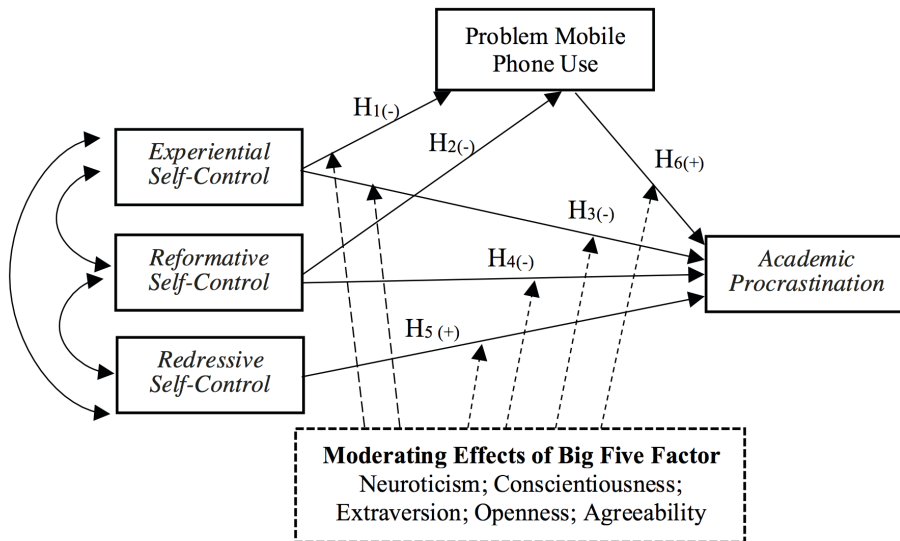 Problem Mobile
Phone Use
H1(-)
H2(-)
H6(+)
Experiential
Self-Control
H3(-)
Reformative
Self-Control
H4(-)
Academic
Procrastination
H5 (+)
Redressive
Self-Control
Moderating Effects of Big Five Factor
Neuroticism; Conscientiousness;
Extraversion; Openness; Agreeability